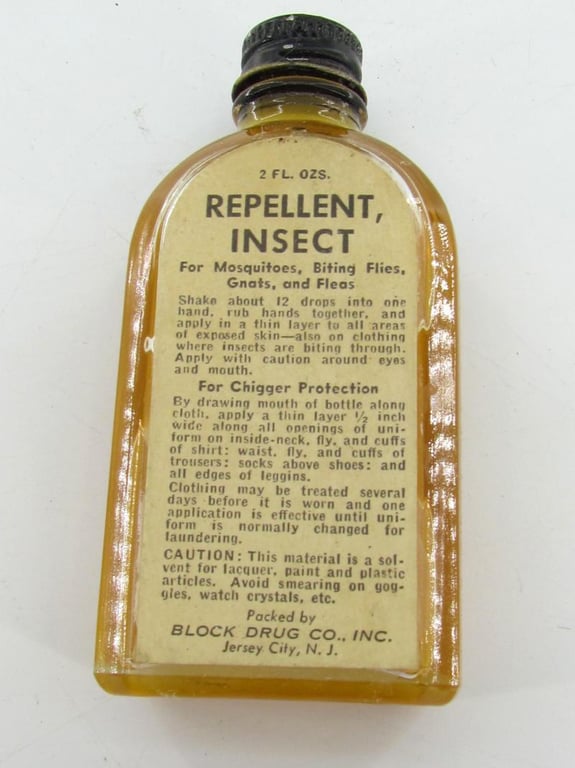 2 FL. OZS.
REPELLENT,
INSECT
For Mosquitoes, Biting Flies,
Gnats, and Fleas
Shake about 12 drops into one
hand, rub hands together, and
apply in a thin layer to all areas
of exposed skin—also on clothing
where insects are biting through.
Apply with caution around eyes
and mouth.
For Chigger Protection
By drawing mouth of bottle along
cloth, apply a thin layer ½ inch
wide along all openings of uni-
form on inside-neck, fly, and cuffs
of shirt; waist, fly, and cuffs of
trousers; socks above shoes; and
all edges of leggins.
Clothing may be treated several
days before it is worn and one
application is effective until uni-
form is normally changed for
laundering.
CAUTION: This material is a sol-
vent for lacquer, paint and plastic
articles. Avoid smearing on gog-
gles, watch crystals, etc.
Packed by
BLOCK DRUG CO., INC.
Jersey City, N. J.